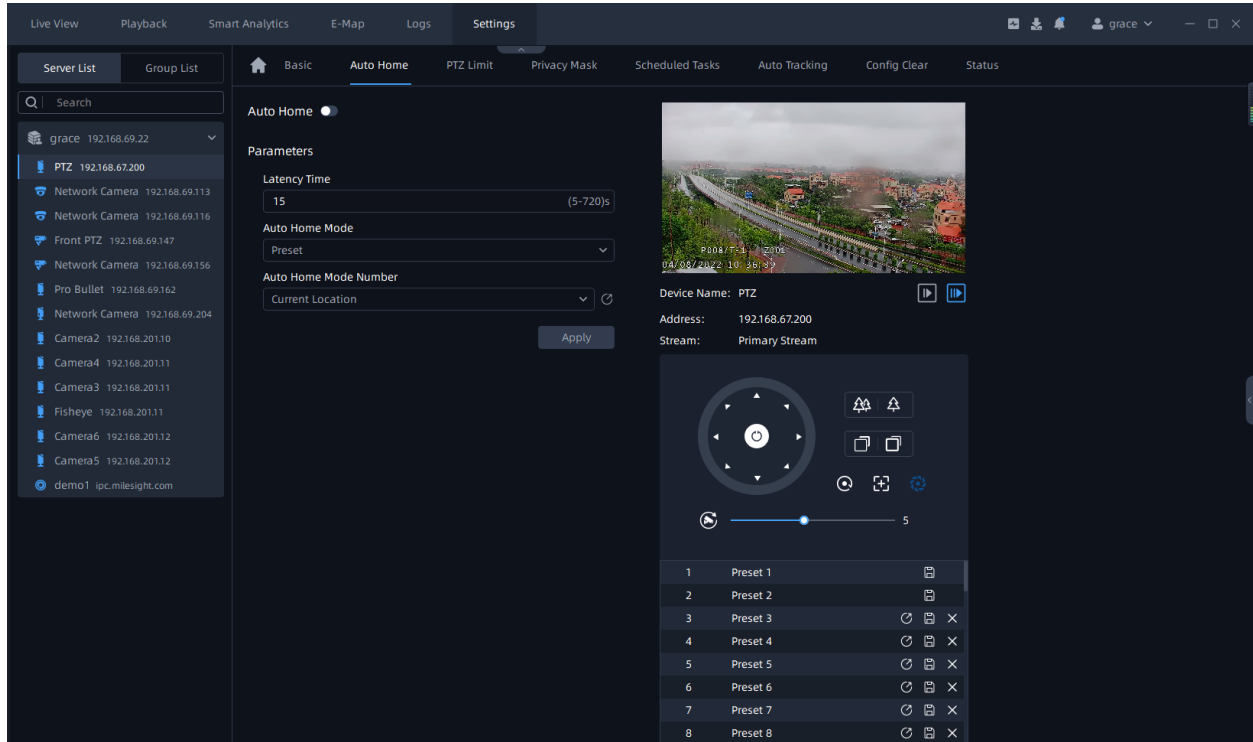 Live View Playback Smart Analytics E-Map Logs Settings grace
Server List Group List
Basic Auto Home PTZ Limit Privacy Mask Scheduled Tasks Auto Tracking Config Clear Status
Search
grace 192.168.69.22
PTZ 192.168.67.200
Network Camera 192.168.69.113
Network Camera 192.168.69.116
Front PTZ 192.168.69.147
Network Camera 192.168.69.156
Pro Bullet 192.168.69.162
Network Camera 192.168.69.204
Camera2 192.168.201.10
Camera4 192.168.201.11
Camera3 192.168.201.11
Fisheye 192.168.201.11
Camera6 192.168.201.12
Camera5 192.168.201.12
demo1 ipc.milesight.com
Auto Home
Parameters
Latency Time
15 (5-720)s
Auto Home Mode
Preset
Auto Home Mode Number
Current Location
Apply
04/08/2022 10:36:39
Device Name: PTZ
Address: 192.168.67.200
Stream: Primary Stream
5
1 Preset 1
2 Preset 2
3 Preset 3
4 Preset 4
5 Preset 5
6 Preset 6
7 Preset 7
8 Preset 8